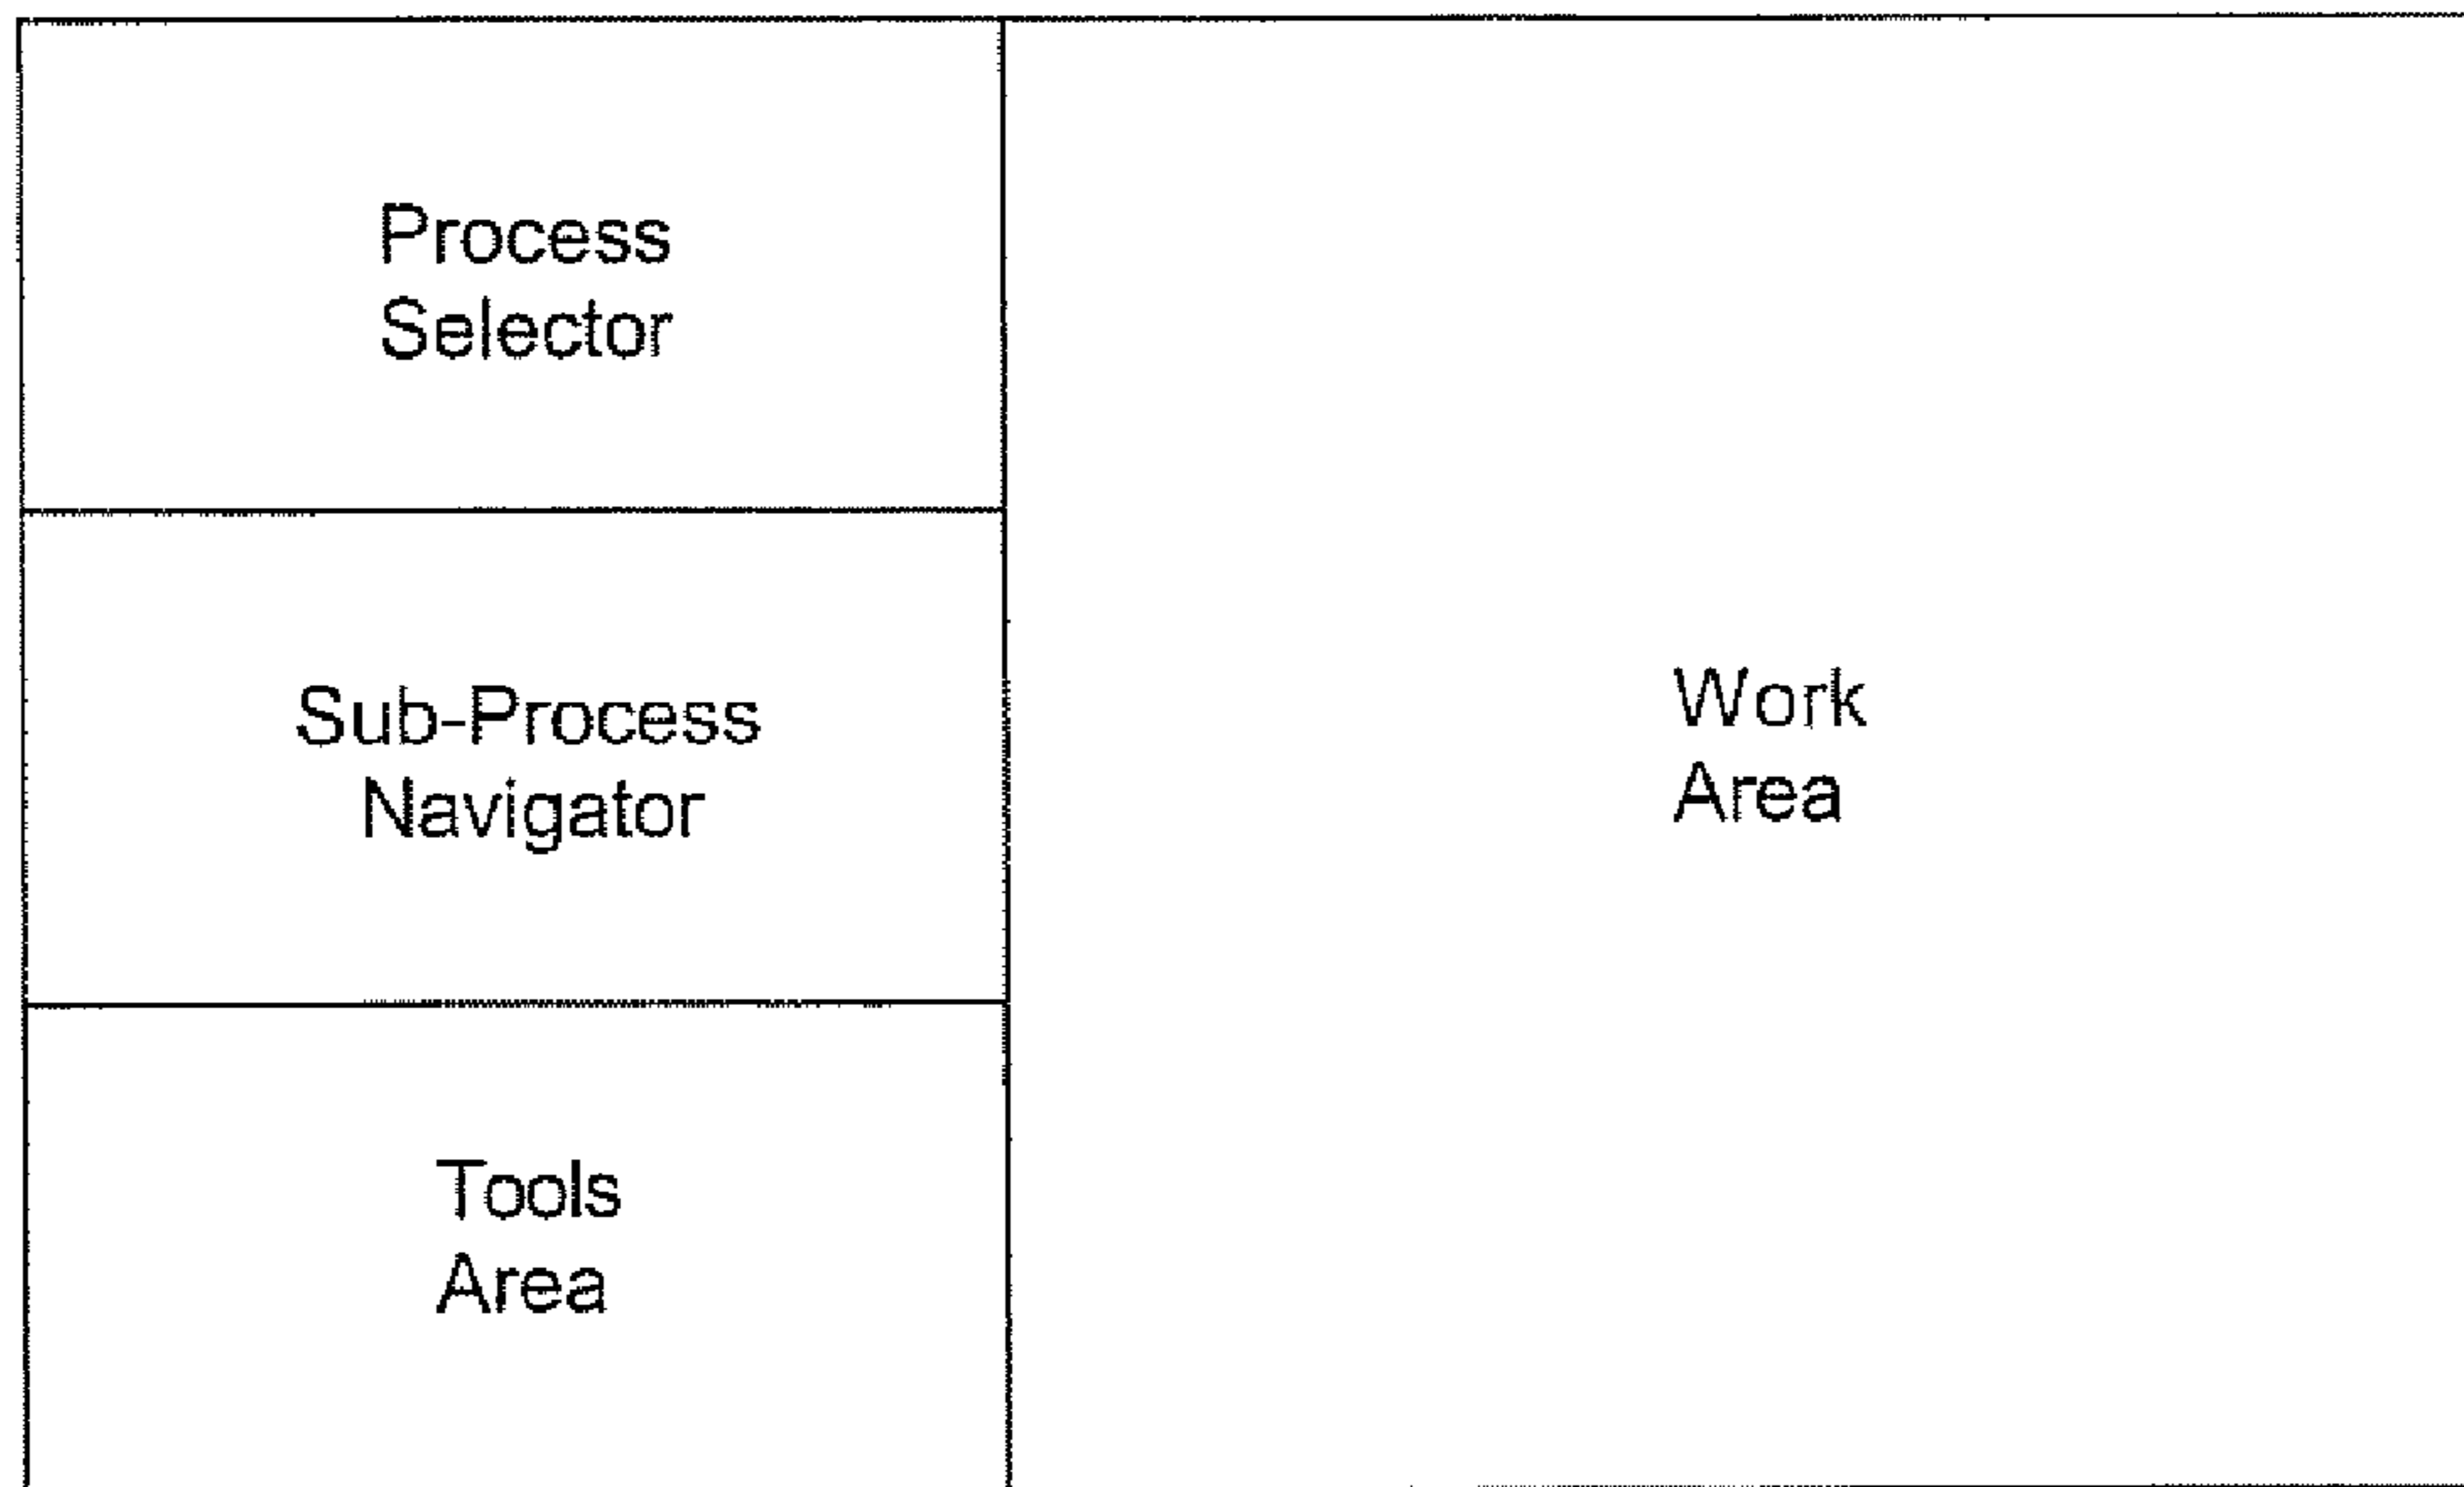 Process
Selector
Sub-Process
Navigator
Tools
Area
Work
Area